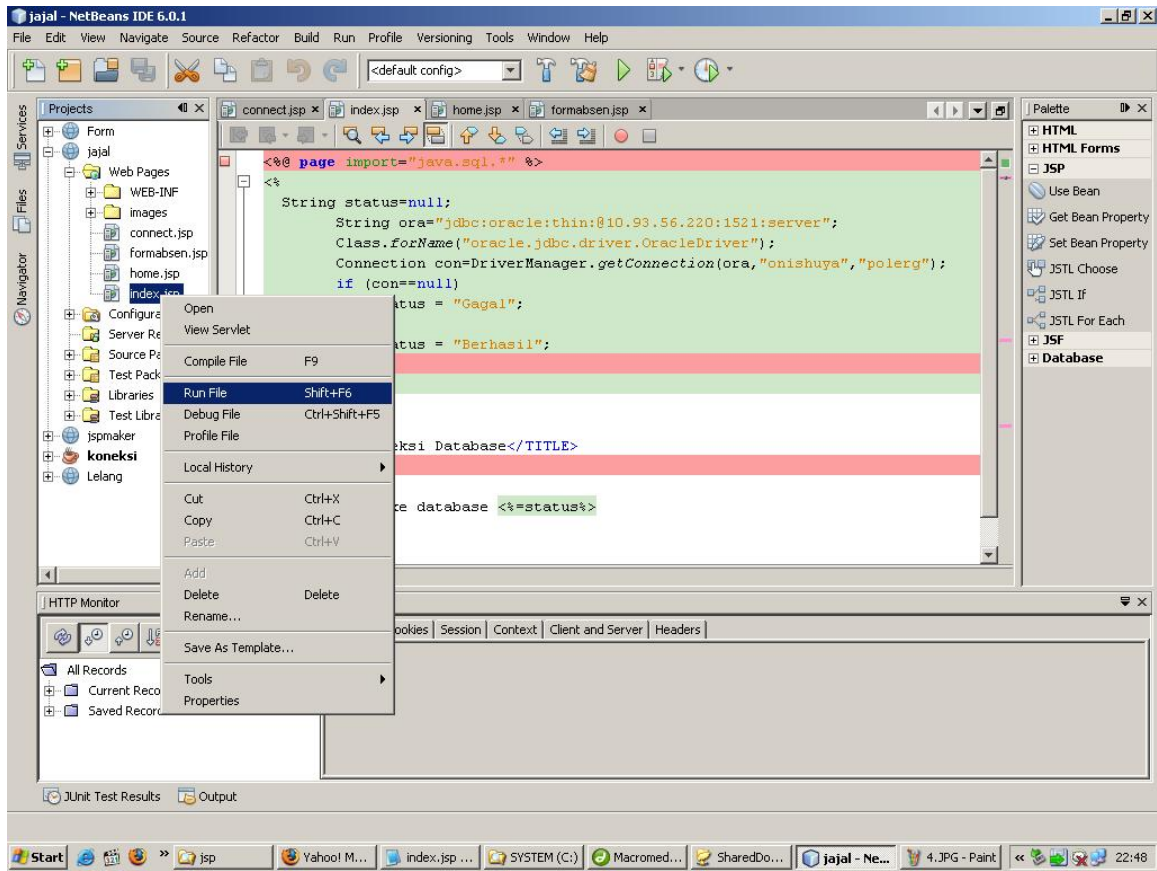 jajal - NetBeans IDE 6.0.1
File Edit View Navigate Source Refactor Build Run Profile Versioning Tools Window Help
<default config>
Services
Files
Navigator
Projects
Form
jajal
Web Pages
WEB-INF
images
connect.jsp
formabsen.jsp
home.jsp
index.jsp
Configura
Server Re
Source Pa
Test Pack
Libraries
Test Libra
jspmaker
koneksi
Lelang
connect.jsp index.jsp home.jsp formabsen.jsp
<%@ page import="java.sql.*" %>
<%
String status=null;
String ora="jdbc:oracle:thin:@10.93.56.220:1521:server";
Class.forName("oracle.jdbc.driver.OracleDriver");
Connection con=DriverManager.getConnection(ora,"onishuya","polerg");
if (con==null)
atus = "Gagal";
atus = "Berhasil";
eksi Database</TITLE>
database <%=status%>
Open
View Servlet
Compile File F9
Run File Shift+F6
Debug File Ctrl+Shift+F5
Profile File
Local History
Cut Ctrl+X
Copy Ctrl+C
Paste Ctrl+V
Add
Delete Delete
Rename...
Save As Template...
Tools
Properties
Palette
HTML
HTML Forms
JSP
Use Bean
Get Bean Property
Set Bean Property
JSTL Choose
JSTL If
JSTL For Each
JSF
Database
HTTP Monitor
All Records
Current Reco
Saved Record
ookies Session Context Client and Server Headers
JUnit Test Results Output
Start » jsp Yahoo! M... index.jsp ... SYSTEM (C:) Macromed... SharedDo... jajal - Ne... 4.JPG - Paint « 22:48